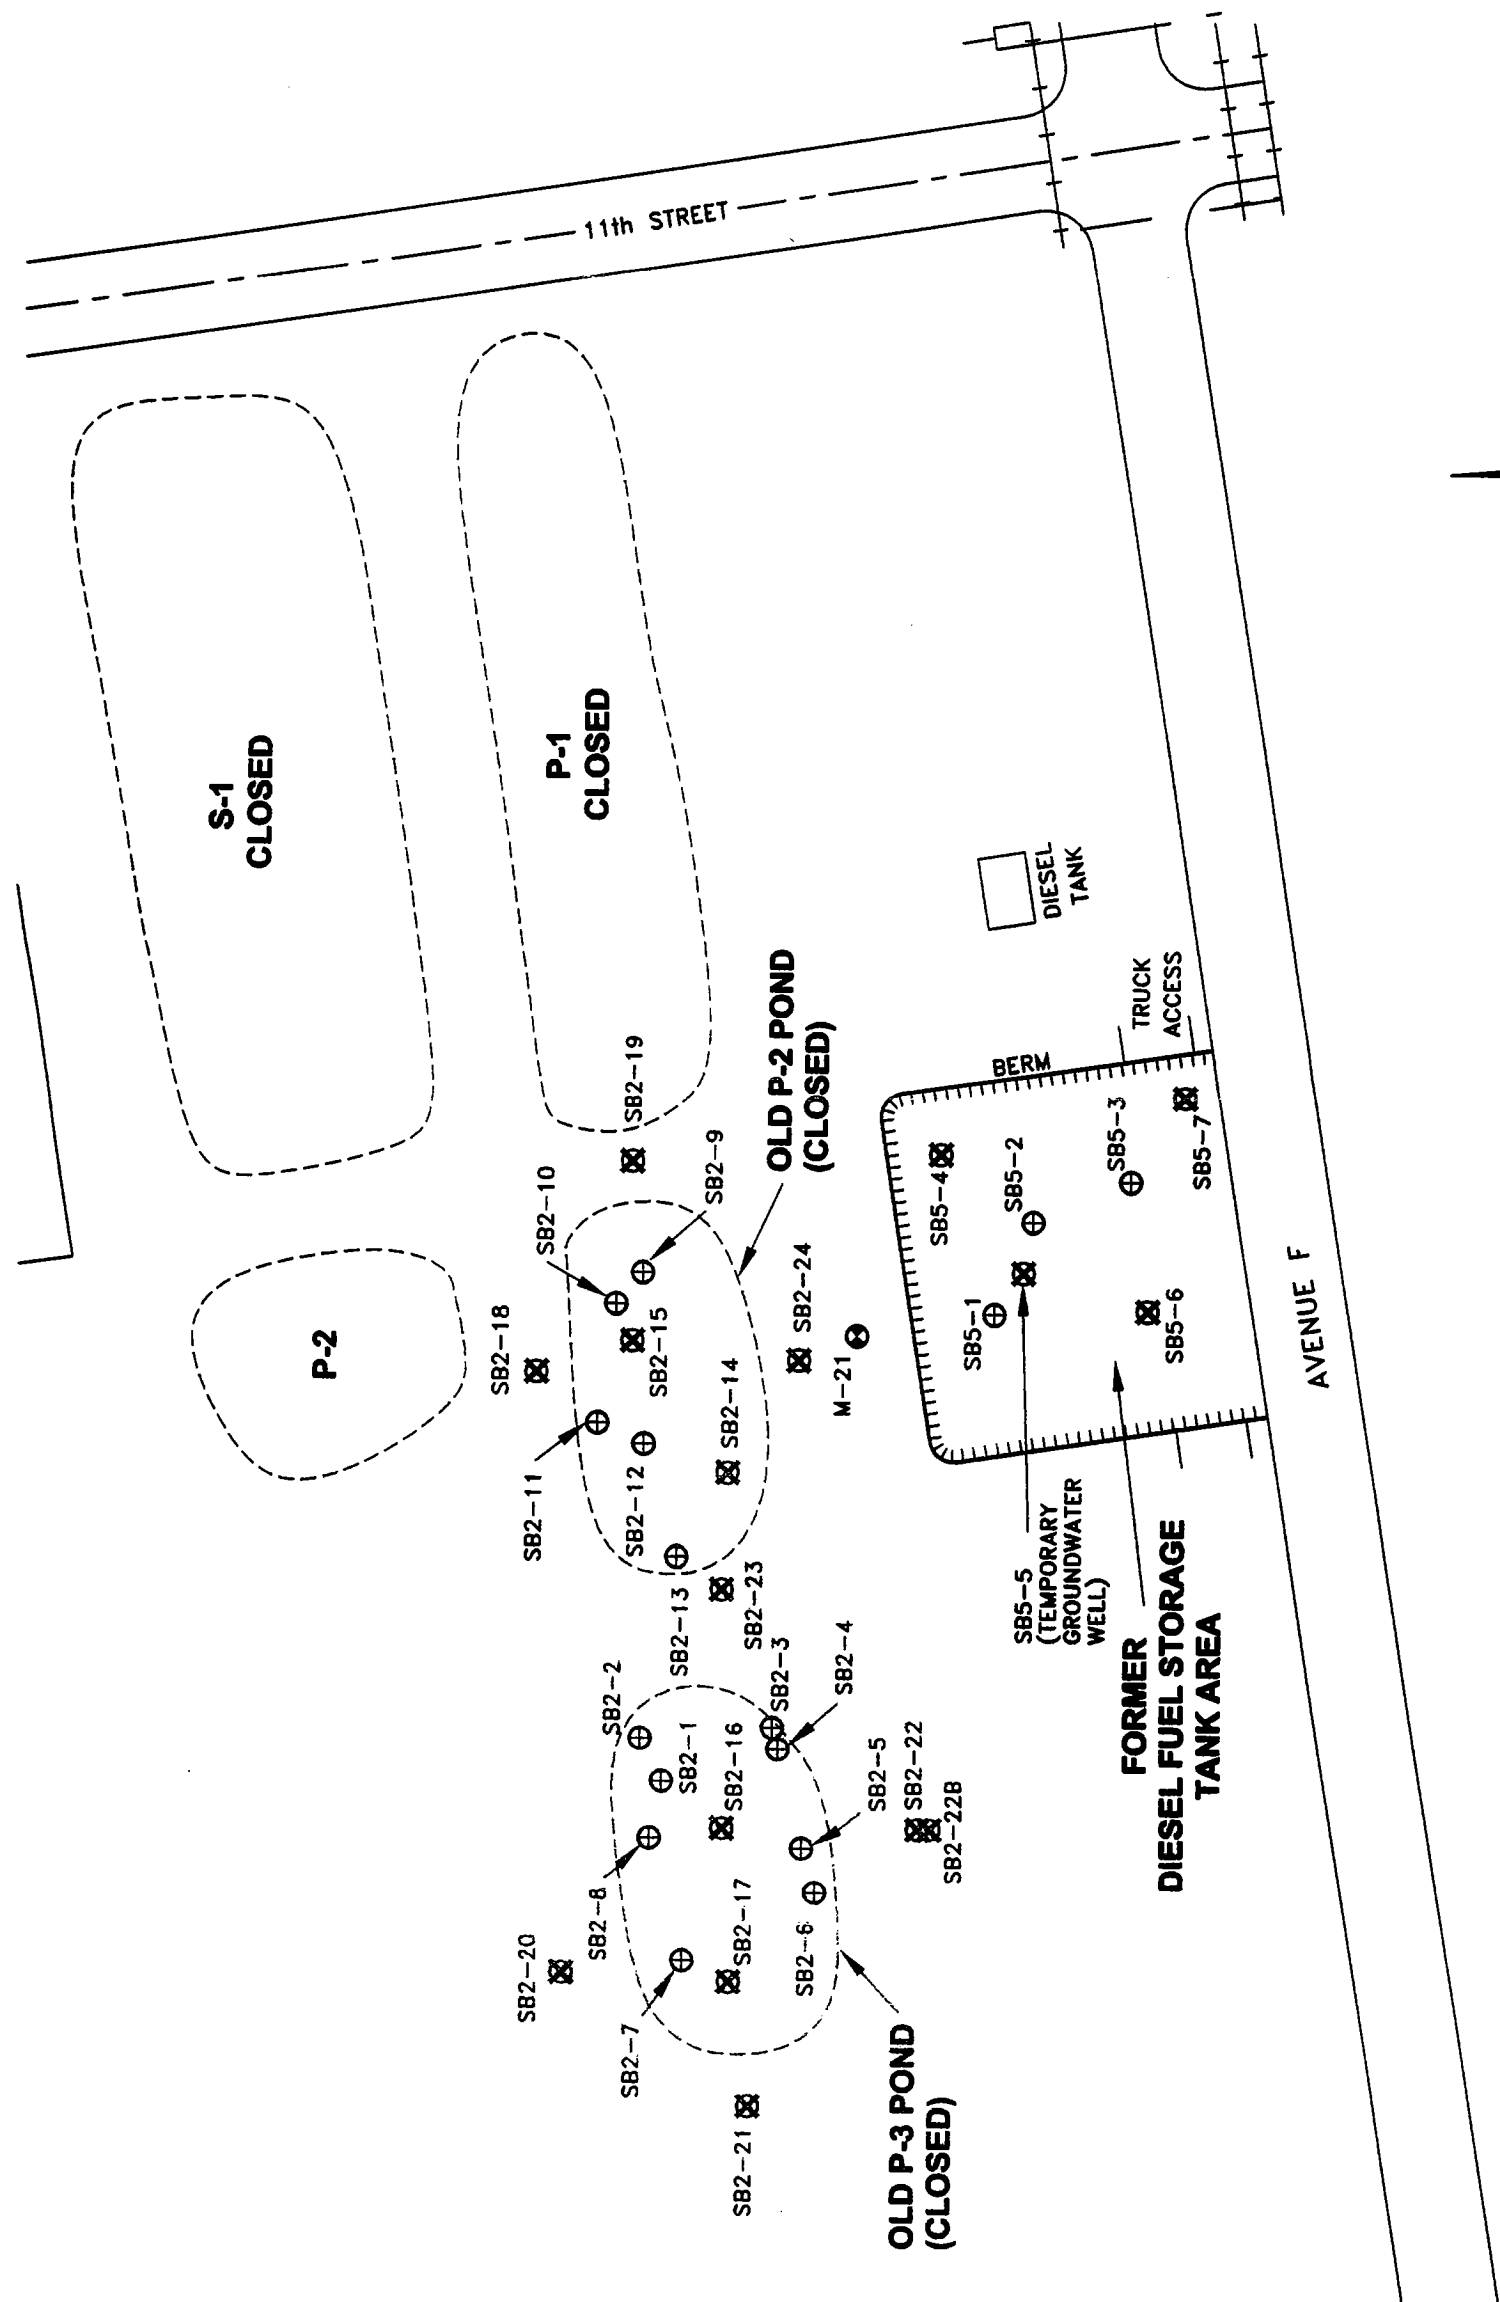 11th STREET
S-1
CLOSED
P-1
CLOSED
P-2
DIESEL
TANK
TRUCK
ACCESS
BERM
OLD P-2 POND
(CLOSED)
SB2-19
SB2-9
SB2-10
SB2-18
SB2-15
SB2-14
SB2-24
M-21
SB2-11
SB2-12
SB2-13
SB2-23
SB5-4
SB5-2
SB5-3
SB5-7
SB5-1
SB5-6
SB5-5
(TEMPORARY
GROUNDWATER
WELL)
FORMER
DIESEL FUEL STORAGE
TANK AREA
AVENUE F
SB2-2
SB2-1
SB2-16
SB2-3
SB2-4
SB2-5
SB2-22
SB2-22B
SB2-8
SB2-17
SB2-6
SB2-20
SB2-7
SB2-21
OLD P-3 POND
(CLOSED)